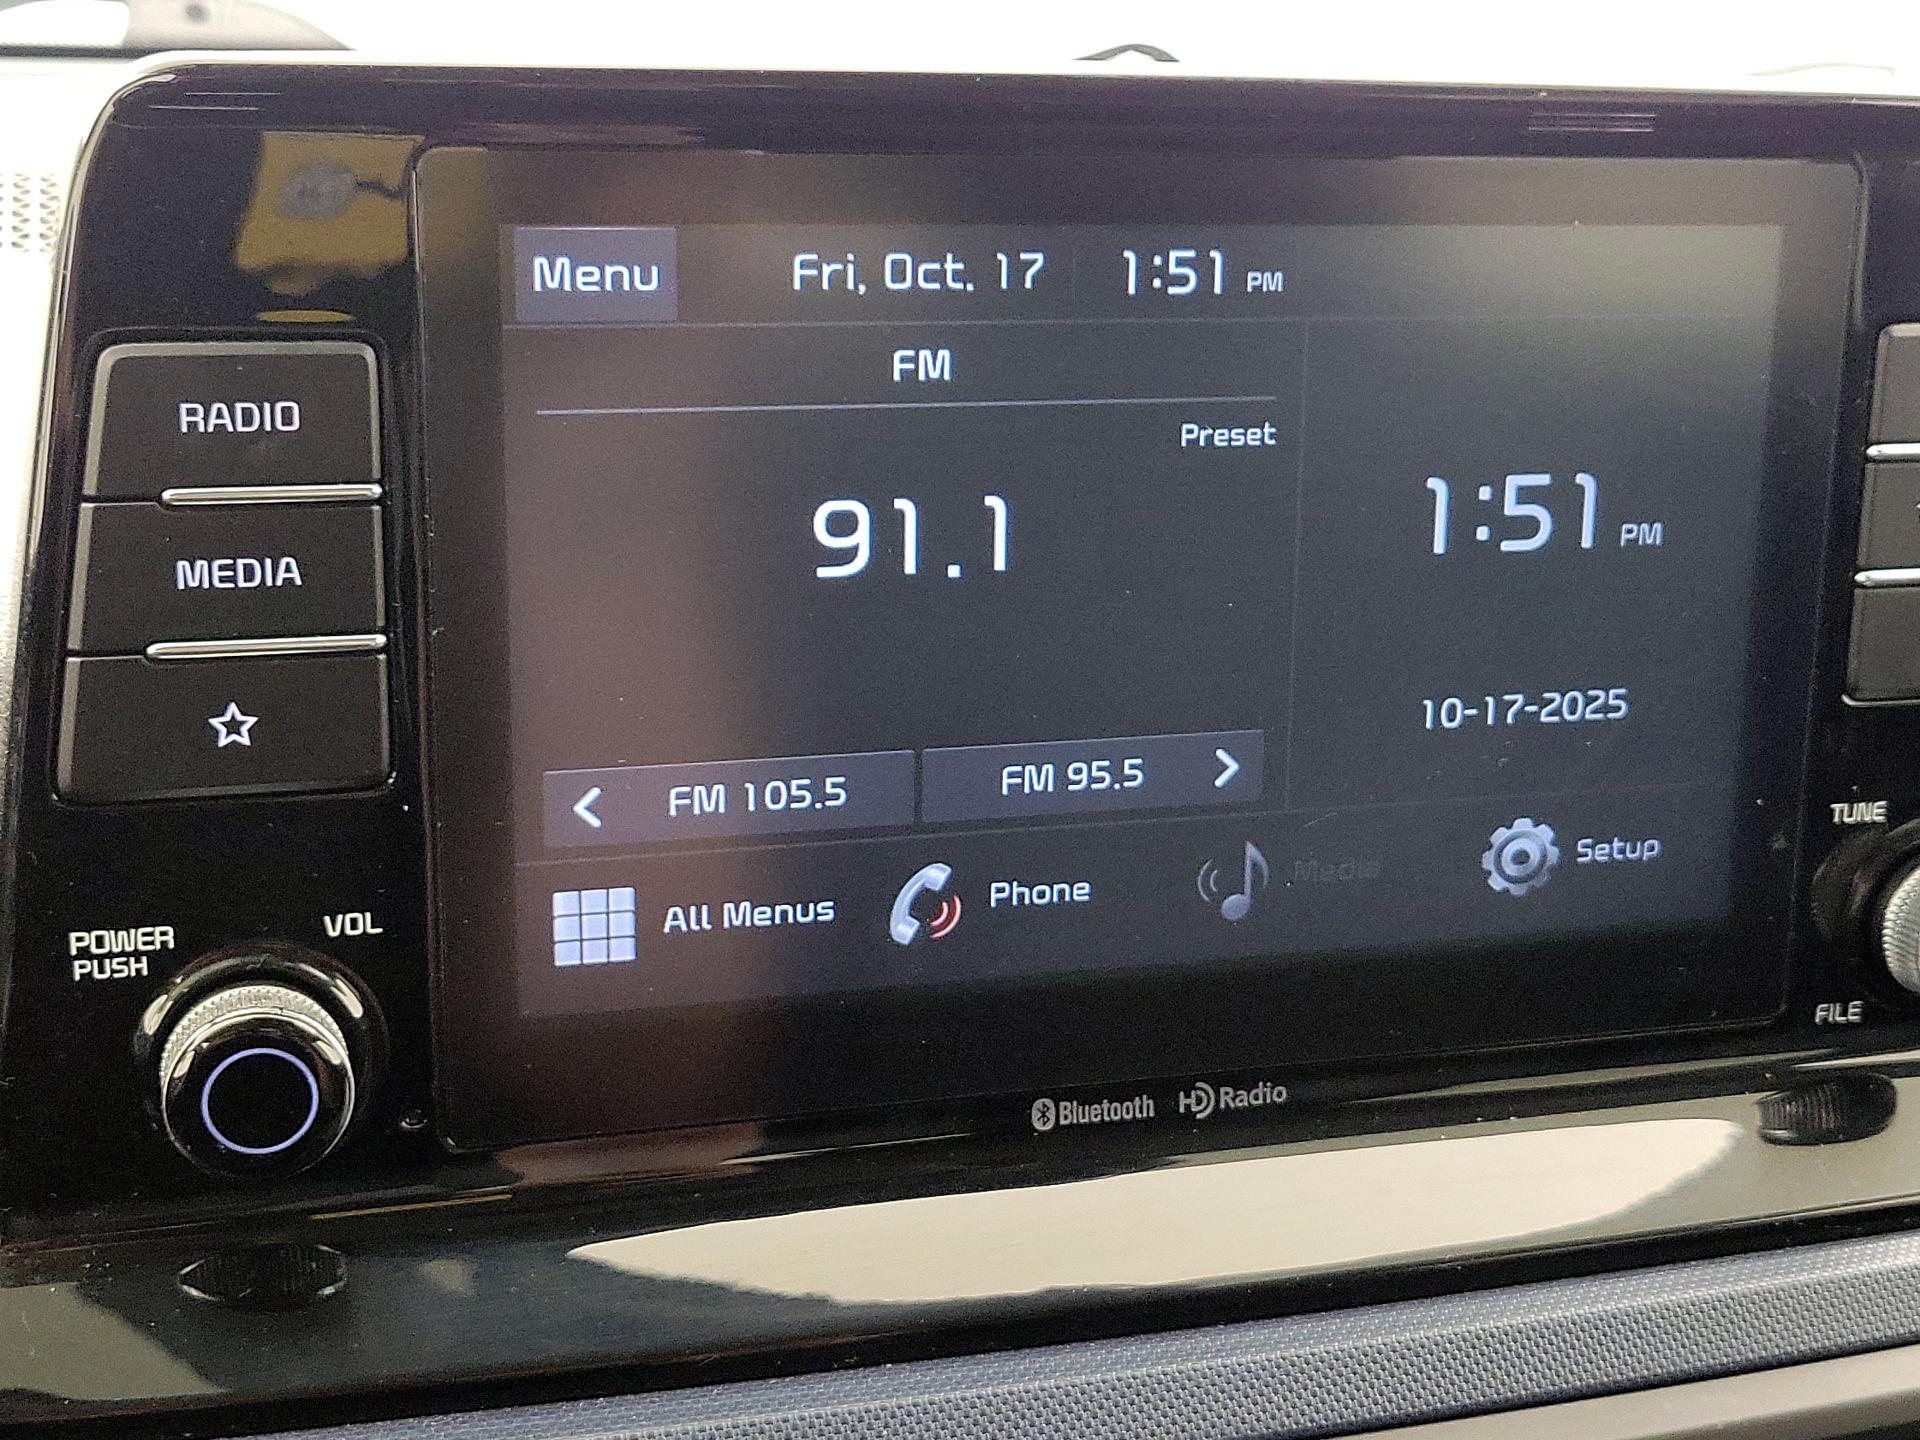 Menu Fri, Oct. 17 1:51 PM
FM
Preset
91.1
1:51 PM
10-17-2025
FM 105.5 FM 95.5
All Menus Phone Media Setup
RADIO
MEDIA
POWER
PUSH
VOL
TUNE
FILE
Bluetooth HD Radio